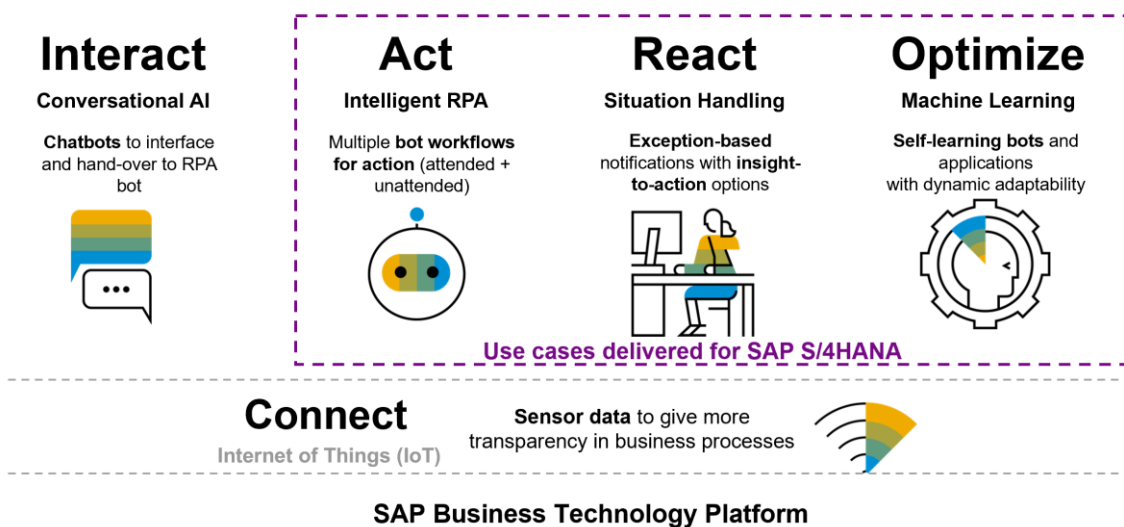 Interact
Conversational AI
Chatbots to interface
and hand-over to RPA
bot
Act
Intelligent RPA
Multiple bot workflows
for action (attended +
unattended)
React
Situation Handling
Exception-based
notifications with insight-
to-action options
Optimize
Machine Learning
Self-learning bots and
applications
with dynamic adaptability
Use cases delivered for SAP S/4HANA
Connect
Internet of Things (IoT)
Sensor data to give more
transparency in business processes
SAP Business Technology Platform